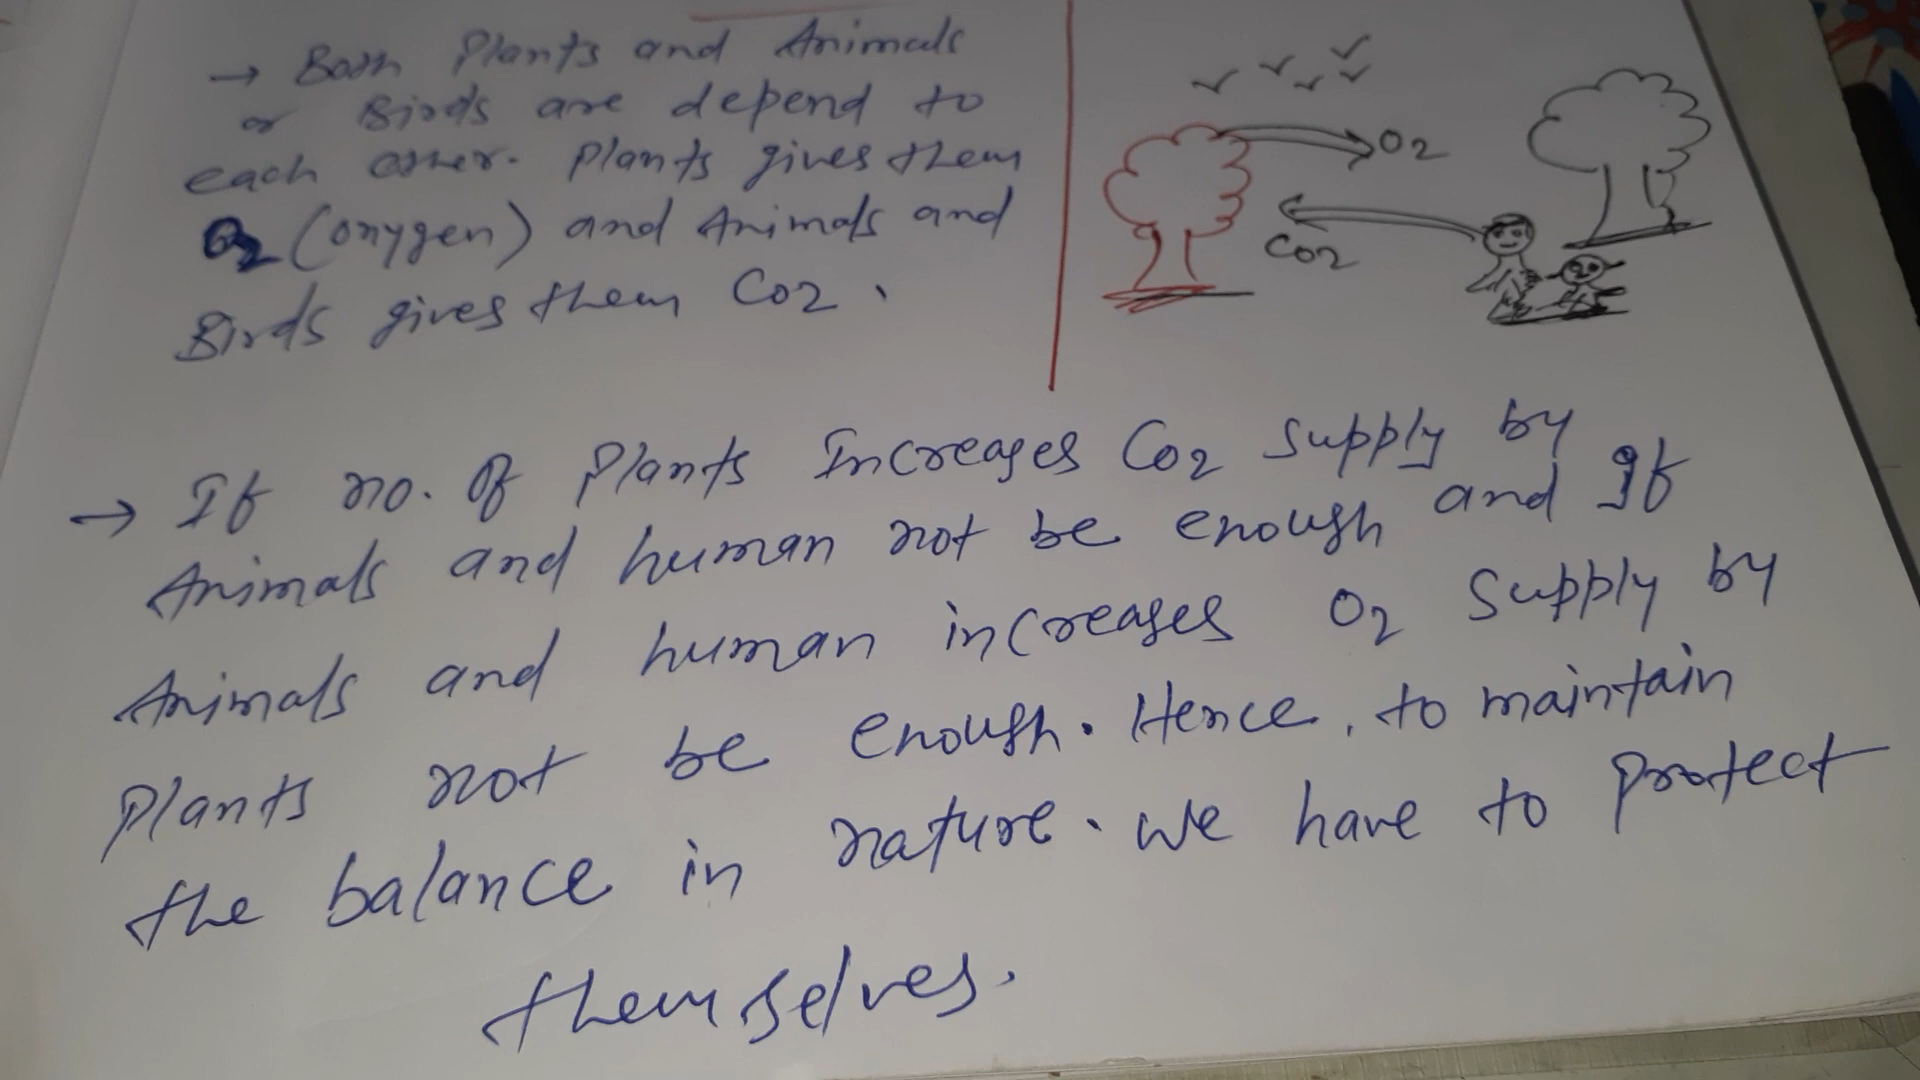 → Both Plants and Animals
or Birds are depend to
each other. Plants gives them
O2 (oxygen) and Animals and
Birds gives them CO2.
O2
CO2
→ If no. of Plants Increases CO2 Supply by
Animals and human not be enough and If
Animals and human increases O2 Supply by
Plants not be enough. Hence, to maintain
the balance in nature. We have to protect
themselves.